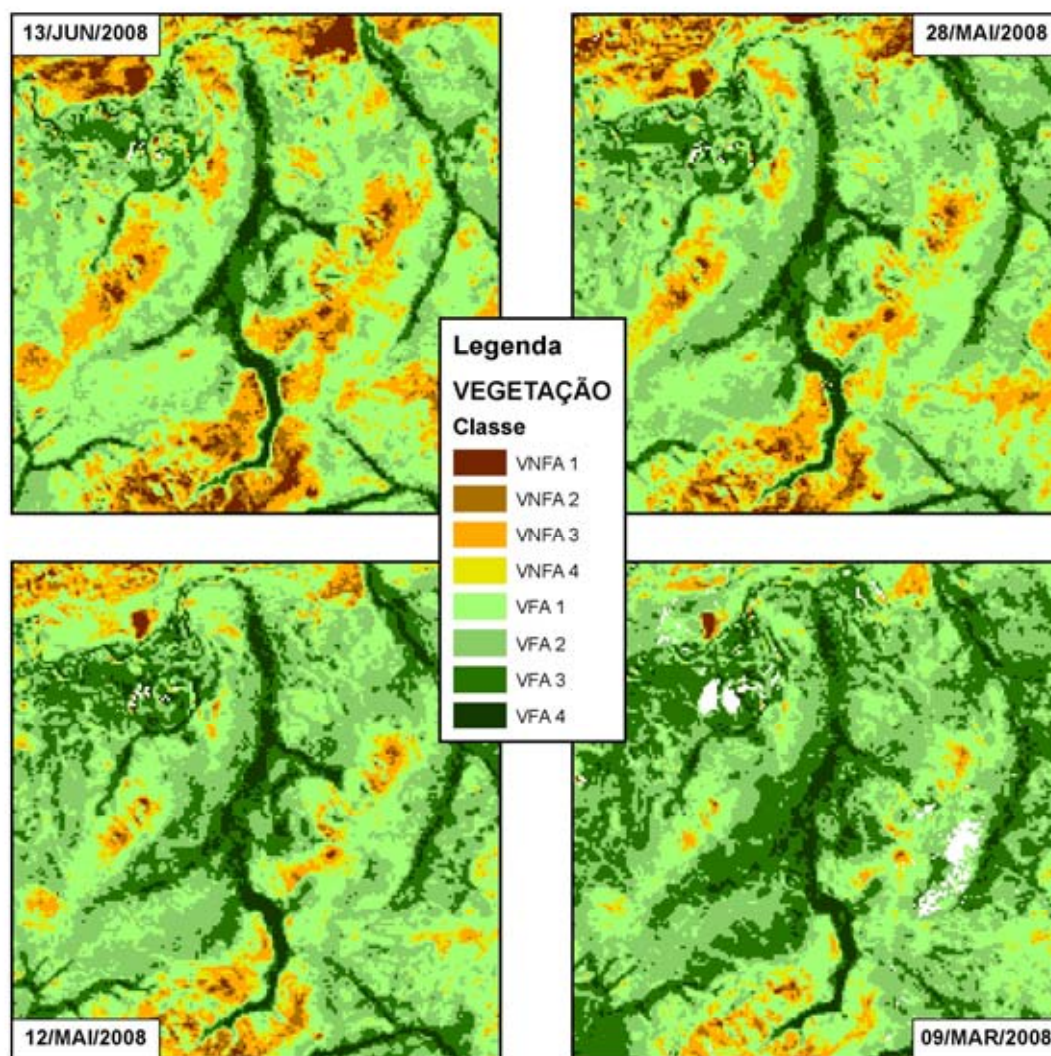 13/JUN/2008
28/MAI/2008
Legenda
VEGETAÇÃO
Classe
VNFA 1
VNFA 2
VNFA 3
VNFA 4
VFA 1
VFA 2
VFA 3
VFA 4
12/MAI/2008
09/MAR/2008